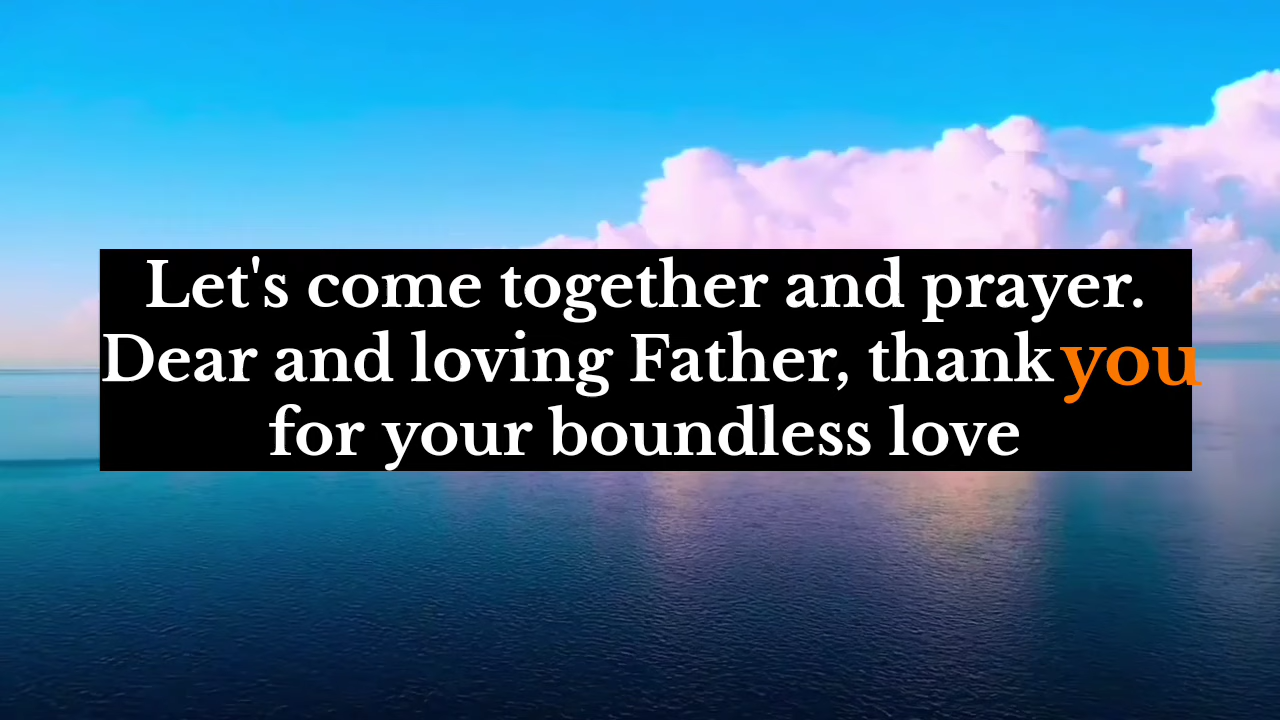 Let's come together and prayer.
Dear and loving Father, thank you
for your boundless love